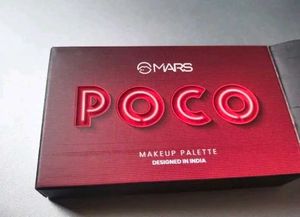 MARS
POCO
MAKEUP PALETTE
DESIGNED IN INDIA